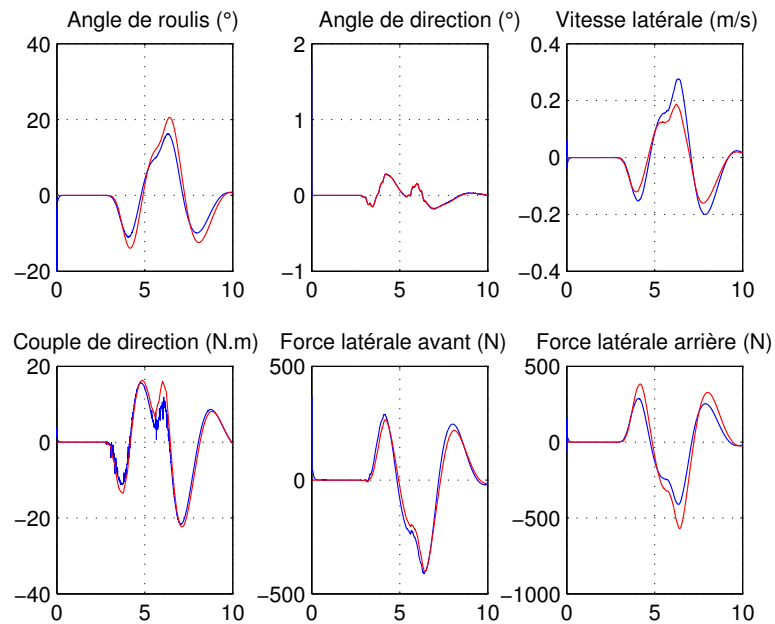 Angle de roulis (°)
40
20
0
−20
0 5 10
Angle de direction (°)
2
1
0
−1
0 5 10
Vitesse latérale (m/s)
0.4
0.2
0
−0.2
−0.4
0 5 10
Couple de direction (N.m)
20
0
−20
−40
0 5 10
Force latérale avant (N)
500
0
−500
0 5 10
Force latérale arrière (N)
500
0
−500
−1000
0 5 10